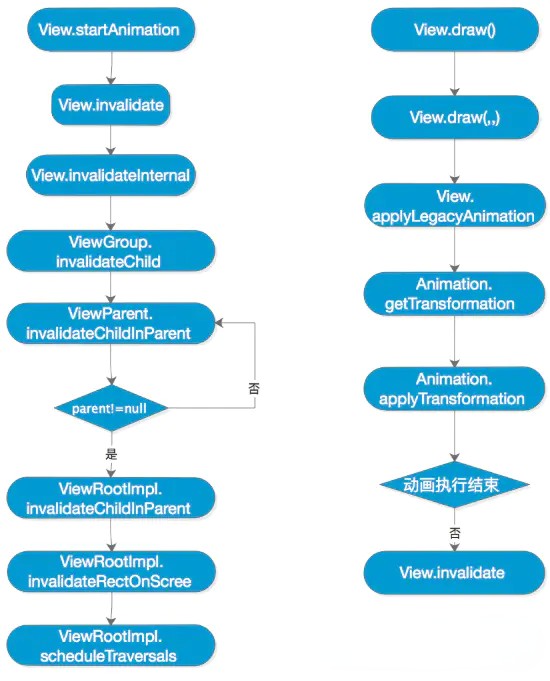 View.startAnimation
View.invalidate
View.invalidateInternal
ViewGroup.
invalidateChild
ViewParent.
invalidateChildInParent
否
parent!=null
是
ViewRootImpl.
invalidateChildInParent
ViewRootImpl.
invalidateRectOnScree
ViewRootImpl.
scheduleTraversals
View.draw()
View.draw(,,)
View.
applyLegacyAnimation
Animation.
getTransformation
Animation.
applyTransformation
动画执行结束
否
View.invalidate